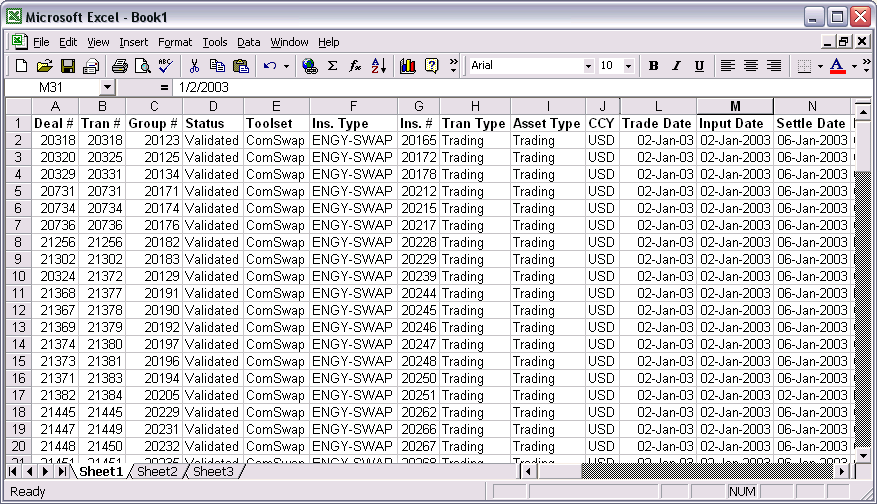 Microsoft Excel - Book1
File Edit View Insert Format Tools Data Window Help
Arial 10 B I U A
M31 = 1/2/2003
A B C D E F G H I J L M N
1 Deal # Tran # Group # Status Toolset Ins. Type Ins. # Tran Type Asset Type CCY Trade Date Input Date Settle Date
2 20318 20318 20123 Validated ComSwap ENGY-SWAP 20165 Trading Trading USD 02-Jan-03 02-Jan-2003 06-Jan-2003
3 20320 20325 20125 Validated ComSwap ENGY-SWAP 20172 Trading Trading USD 02-Jan-03 02-Jan-2003 06-Jan-2003
4 20329 20331 20134 Validated ComSwap ENGY-SWAP 20178 Trading Trading USD 02-Jan-03 02-Jan-2003 06-Jan-2003
5 20731 20731 20171 Validated ComSwap ENGY-SWAP 20212 Trading Trading USD 02-Jan-03 02-Jan-2003 06-Jan-2003
6 20734 20734 20174 Validated ComSwap ENGY-SWAP 20215 Trading Trading USD 02-Jan-03 02-Jan-2003 06-Jan-2003
7 20736 20736 20176 Validated ComSwap ENGY-SWAP 20217 Trading Trading USD 02-Jan-03 02-Jan-2003 06-Jan-2003
8 21256 21256 20182 Validated ComSwap ENGY-SWAP 20228 Trading Trading USD 02-Jan-03 02-Jan-2003 06-Jan-2003
9 21302 21302 20183 Validated ComSwap ENGY-SWAP 20229 Trading Trading USD 02-Jan-03 02-Jan-2003 06-Jan-2003
10 20324 21372 20129 Validated ComSwap ENGY-SWAP 20239 Trading Trading USD 02-Jan-03 02-Jan-2003 06-Jan-2003
11 21368 21377 20191 Validated ComSwap ENGY-SWAP 20244 Trading Trading USD 02-Jan-03 02-Jan-2003 06-Jan-2003
12 21367 21378 20190 Validated ComSwap ENGY-SWAP 20245 Trading Trading USD 02-Jan-03 02-Jan-2003 06-Jan-2003
13 21369 21379 20192 Validated ComSwap ENGY-SWAP 20246 Trading Trading USD 02-Jan-03 02-Jan-2003 06-Jan-2003
14 21374 21380 20197 Validated ComSwap ENGY-SWAP 20247 Trading Trading USD 02-Jan-03 02-Jan-2003 06-Jan-2003
15 21373 21381 20196 Validated ComSwap ENGY-SWAP 20248 Trading Trading USD 02-Jan-03 02-Jan-2003 06-Jan-2003
16 21371 21383 20194 Validated ComSwap ENGY-SWAP 20250 Trading Trading USD 02-Jan-03 02-Jan-2003 06-Jan-2003
17 21382 21384 20205 Validated ComSwap ENGY-SWAP 20251 Trading Trading USD 02-Jan-03 02-Jan-2003 06-Jan-2003
18 21445 21445 20229 Validated ComSwap ENGY-SWAP 20262 Trading Trading USD 02-Jan-03 02-Jan-2003 06-Jan-2003
19 21447 21449 20231 Validated ComSwap ENGY-SWAP 20266 Trading Trading USD 02-Jan-03 02-Jan-2003 06-Jan-2003
20 21448 21450 20232 Validated ComSwap ENGY-SWAP 20267 Trading Trading USD 02-Jan-03 02-Jan-2003 06-Jan-2003
Sheet1 Sheet2 Sheet3
Ready NUM